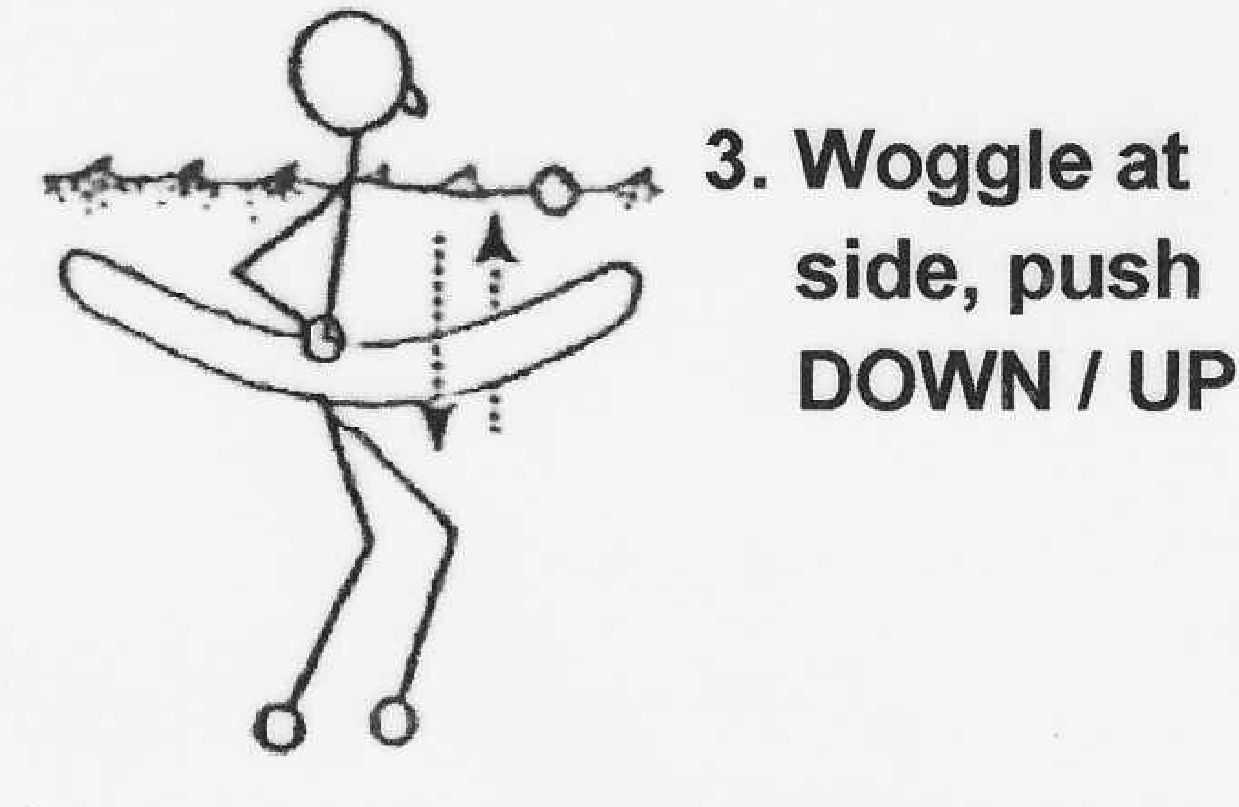 3. Woggle at
side, push
DOWN / UP